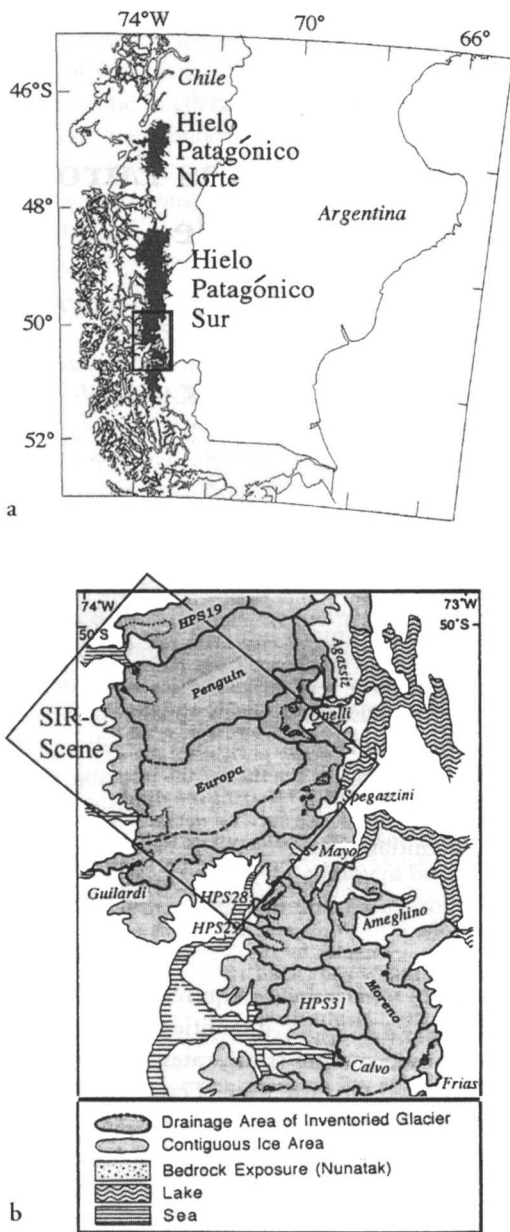 74°W
70°
66°
46°S
Chile
Hielo
Patagónico
Norte
48°
Argentina
Hielo
Patagónico
Sur
50°
52°
a
74°W
73°W
50°S
50°S
HPS19
Agassiz
Penguin
Onelli
SIR-C
Scene
Europa
Spegazzini
Mayo
Guilardi
HPS28
Ameghino
HPS29
HPS31
Moreno
Calvo
Frias
Drainage Area of Inventoried Glacier
Contiguous Ice Area
Bedrock Exposure (Nunatak)
Lake
Sea
b